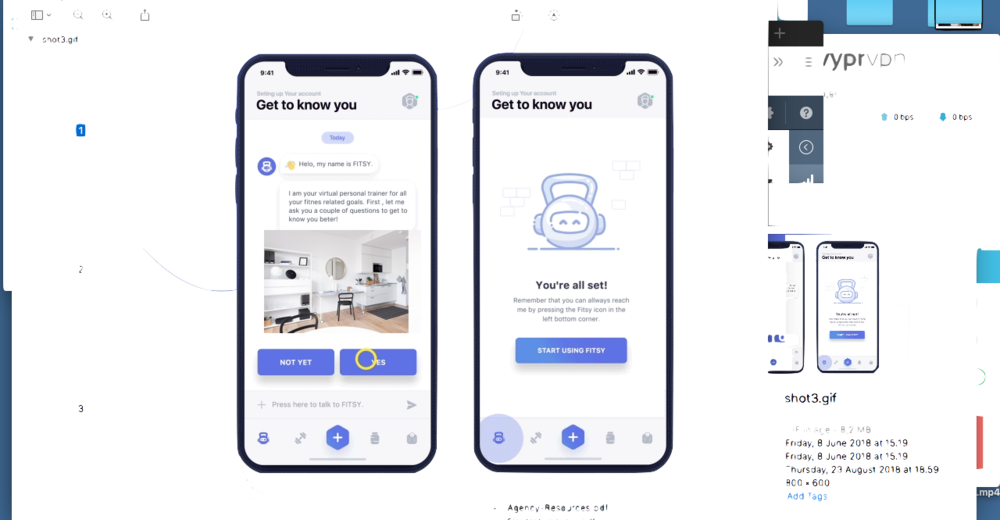 shot3.gif
1
2
3
9:41
Setting up Your account
Get to know you
Today
👋 Helo, my name is FITSY.
I am your virtual personal trainer for all
your fitnes related goals. First , let me
ask you a couple of questions to get to
know you beter!
NOT YET
YES
Press here to talk to FITSY.
9:41
Setting up Your account
Get to know you
You're all set!
Remember that you can allways reach
me by pressing the Fitsy icon in the
left bottom corner.
START USING FITSY
Agency-Resources.pdf
vyprvpn
0 bps
0 bps
Get to know you
shot3.gif
8.2 MB
Friday, 8 June 2018 at 15.19
Friday, 8 June 2018 at 15.19
Thursday, 23 August 2018 at 18.59
800 × 600
Add Tags
.mp4